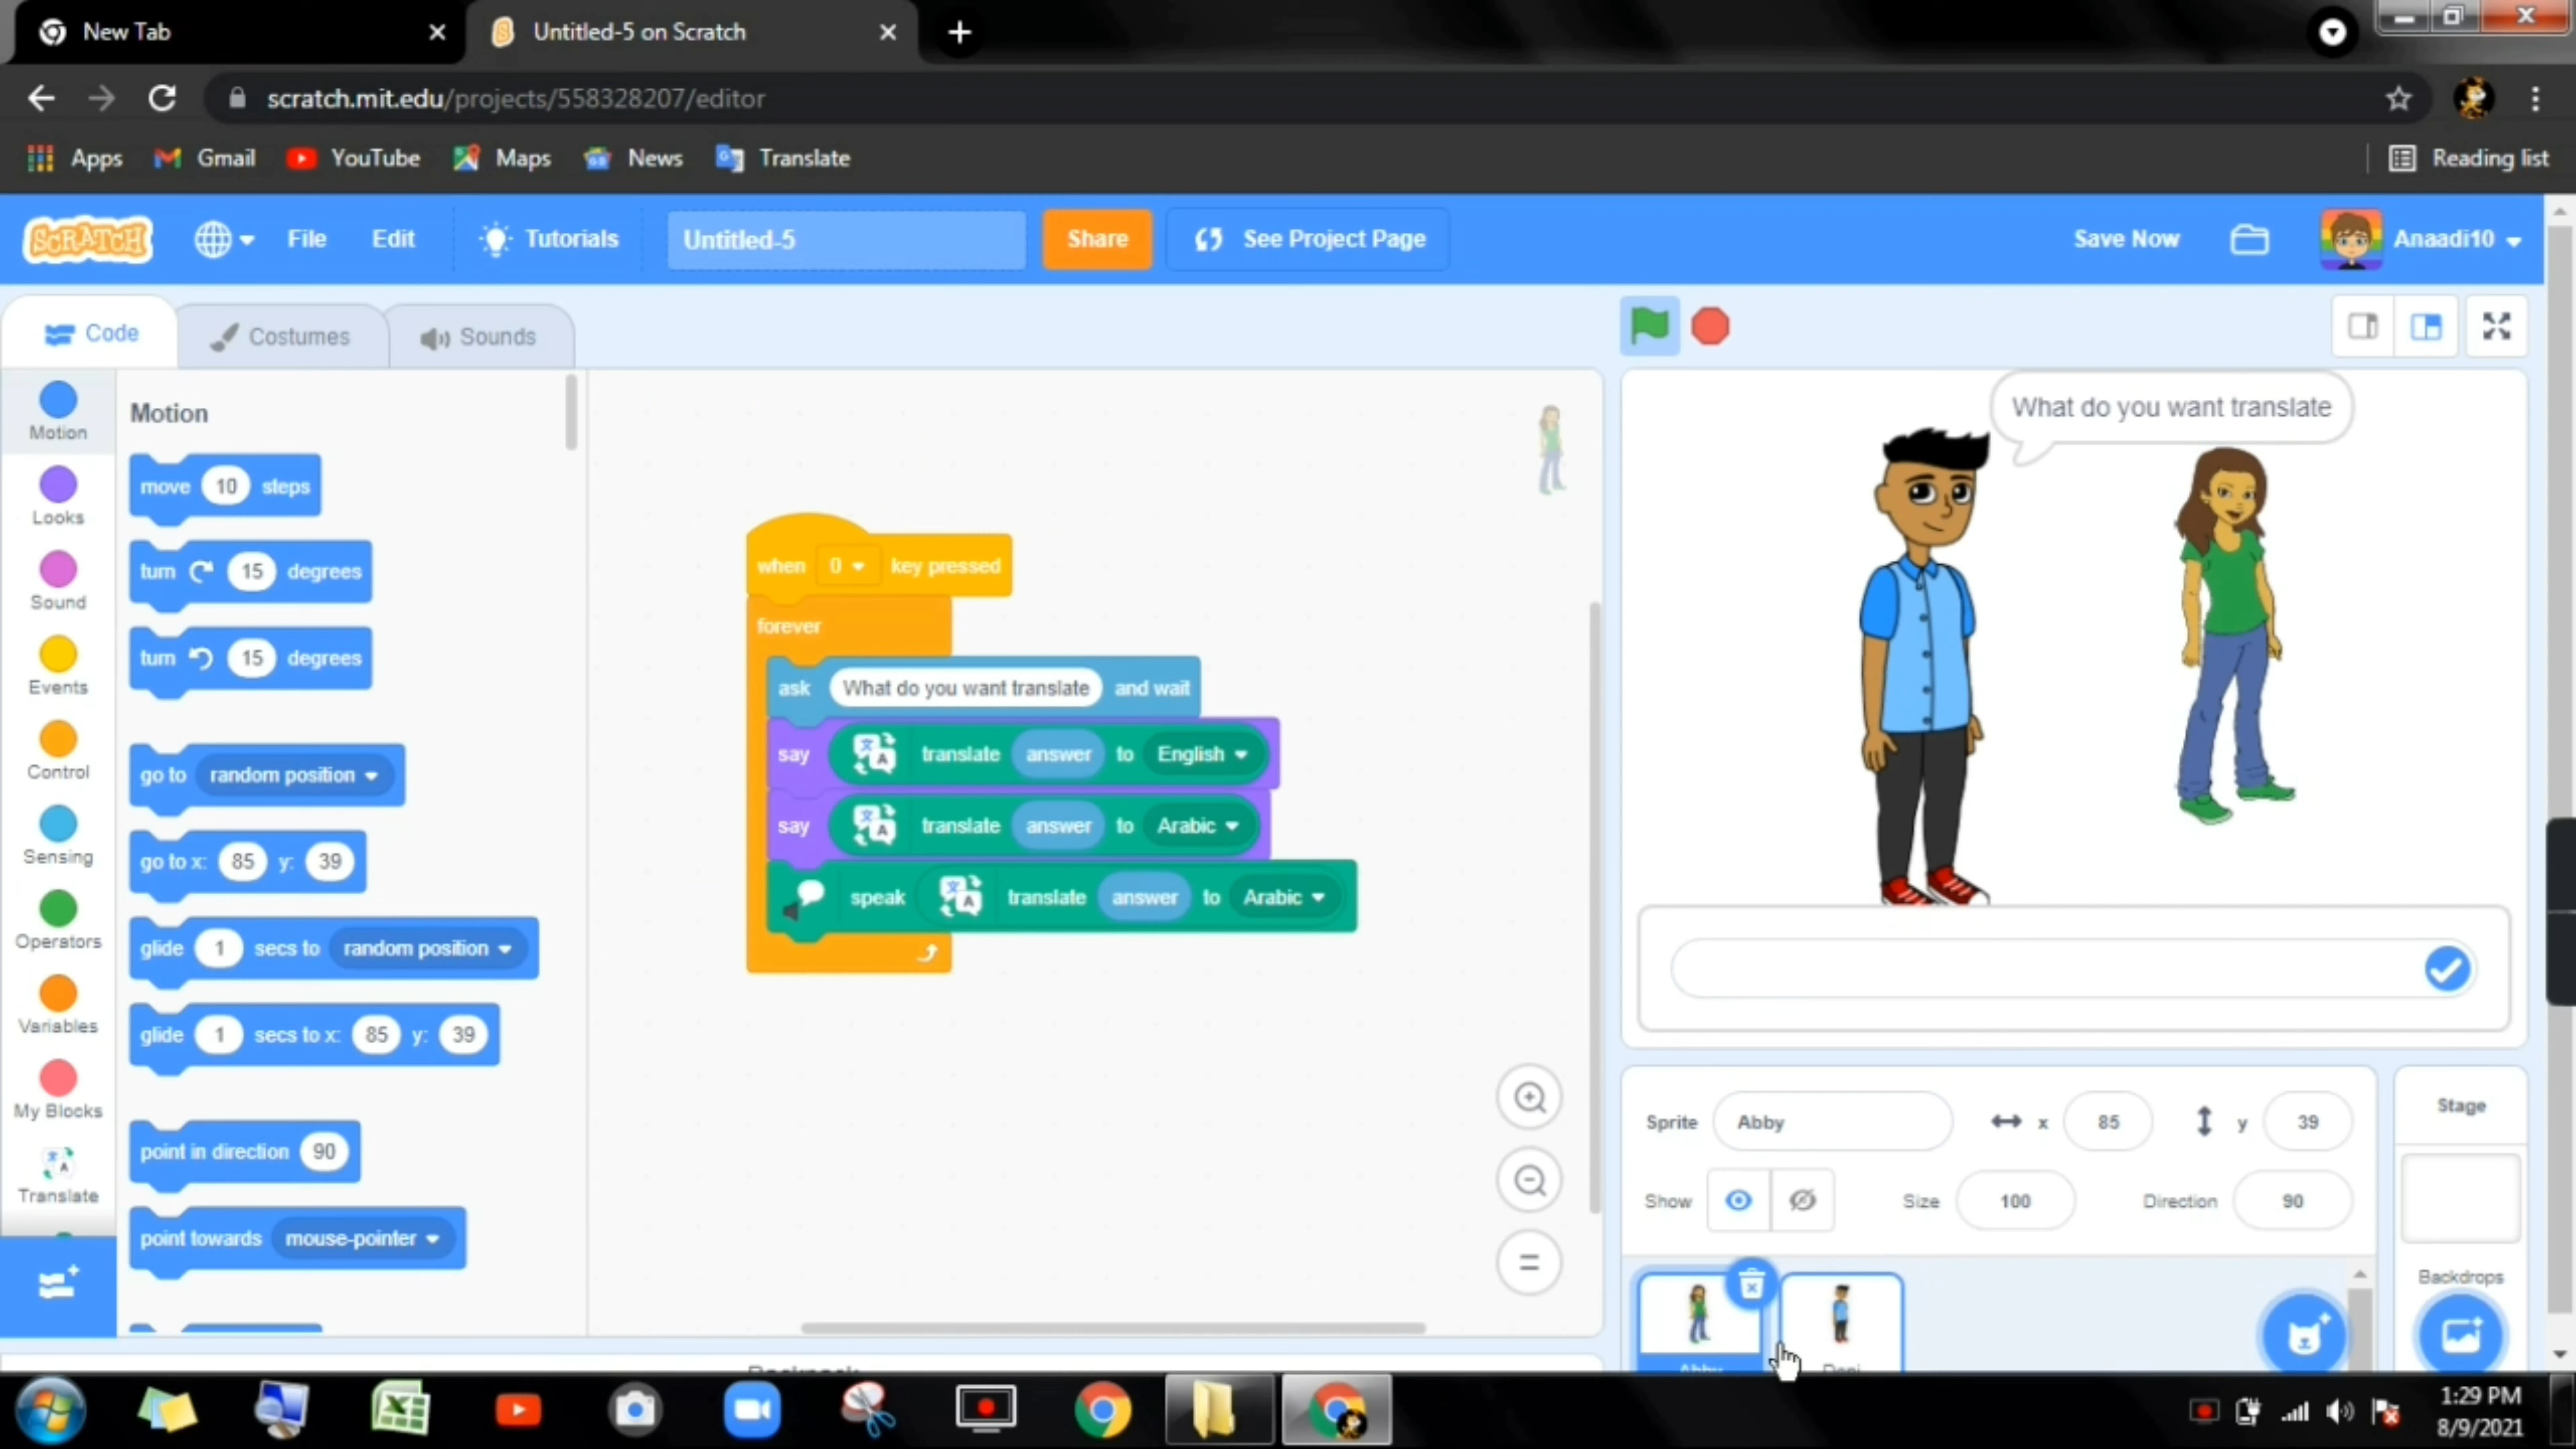 New Tab
Untitled-5 on Scratch
scratch.mit.edu/projects/558328207/editor
Apps
Gmail
YouTube
Maps
News
Translate
Reading list
SCRATCH
File
Edit
Tutorials
Untitled-5
Share
See Project Page
Save Now
Anaadi10
Code
Costumes
Sounds
Motion
Looks
Sound
Events
Control
Sensing
Operators
Variables
My Blocks
Translate
Motion
move 10 steps
turn 15 degrees
turn 15 degrees
go to random position
go to x: 85 y: 39
glide 1 secs to random position
glide 1 secs to x: 85 y: 39
point in direction 90
point towards mouse-pointer
when 0 key pressed
forever
ask What do you want translate and wait
say translate answer to English
say translate answer to Arabic
speak translate answer to Arabic
What do you want translate
Sprite Abby x 85 y 39
Show Size 100 Direction 90
Abby
Stage
Backdrops
1:29 PM
8/9/2021